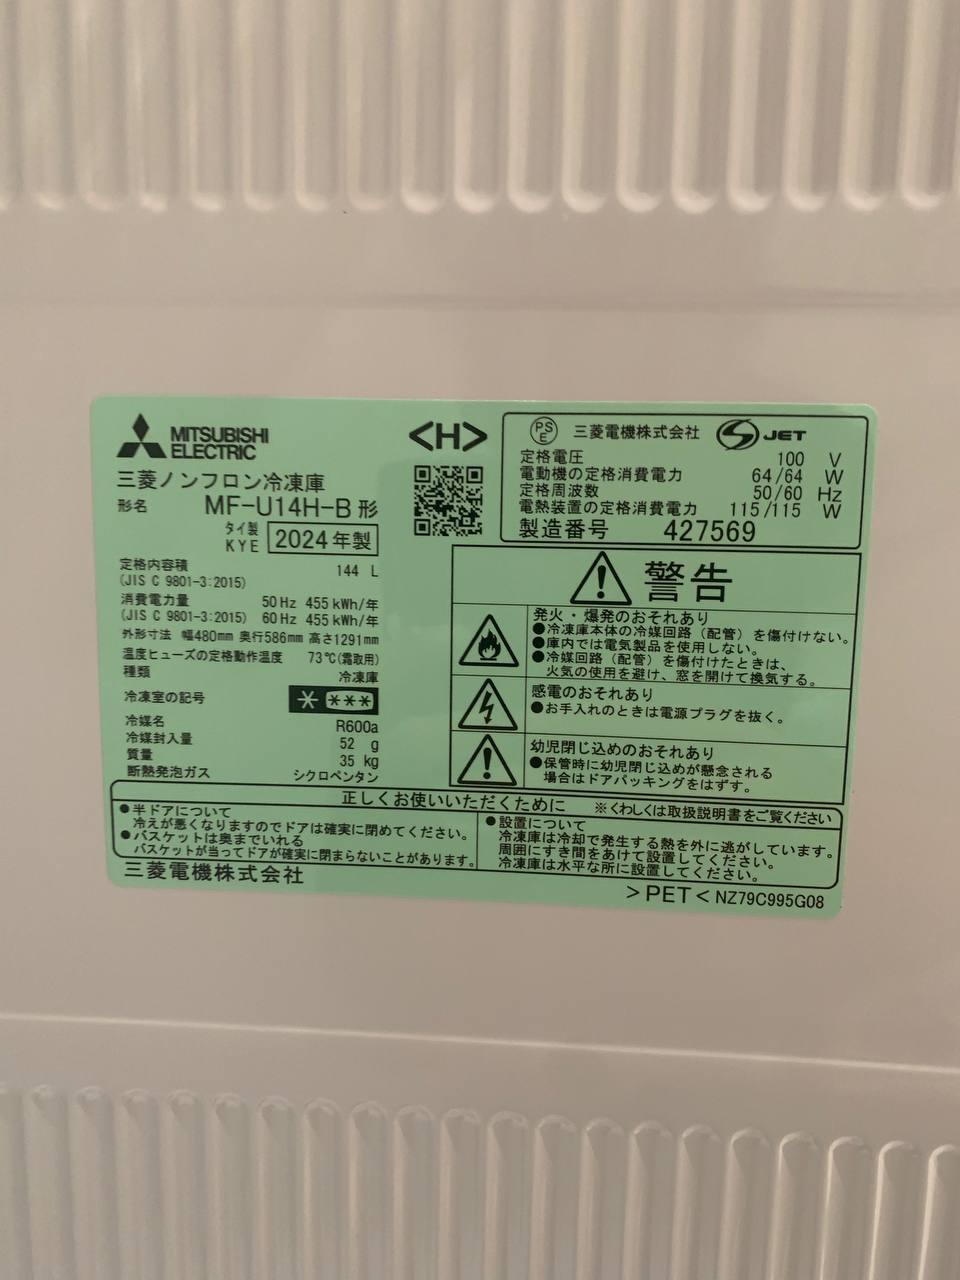 MITSUBISHI
ELECTRIC
三菱ノンフロン冷凍庫
形名 MF-U14H-B 形
タイ製
KYE 2024年製
<H>
PS
E 三菱電機株式会社 JET
定格電圧 100 V
電動機の定格消費電力 64/64 W
定格周波数 50/60 Hz
電熱装置の定格消費電力 115/115 W
製造番号 427569
定格内容積 144 L
(JIS C 9801-3:2015)
消費電力量 50Hz 455kWh/年
(JIS C 9801-3:2015) 60Hz 455kWh/年
外形寸法 幅480mm 奥行586mm 高さ1291mm
温度ヒューズの定格動作温度 73℃(霜取用)
種類 冷凍庫
冷凍室の記号 * ***
冷媒名 R600a
冷媒封入量 52 g
質量 35 kg
断熱発泡ガス シクロペンタン
警告
発火・爆発のおそれあり
●冷凍庫本体の冷媒回路(配管)を傷付けない。
●庫内では電気製品を使用しない。
●冷媒回路(配管)を傷付けたときは、
火気の使用を避け、窓を開けて換気する。
感電のおそれあり
●お手入れのときは電源プラグを抜く。
幼児閉じ込めのおそれあり
●保管時に幼児閉じ込めが懸念される
場合はドアパッキングをはずす。
正しくお使いいただくために ※くわしくは取扱説明書をご覧ください
●半ドアについて
冷えが悪くなりますのでドアは確実に閉めてください。
●バスケットは奥までいれる
バスケットが当ってドアが確実に閉まらないことがあります。
●設置について
冷凍庫は冷却で発生する熱を外に逃がしています。
周囲にすき間をあけて設置してください。
冷凍庫は水平な所に設置してください。
三菱電機株式会社
>PET< NZ79C995G08